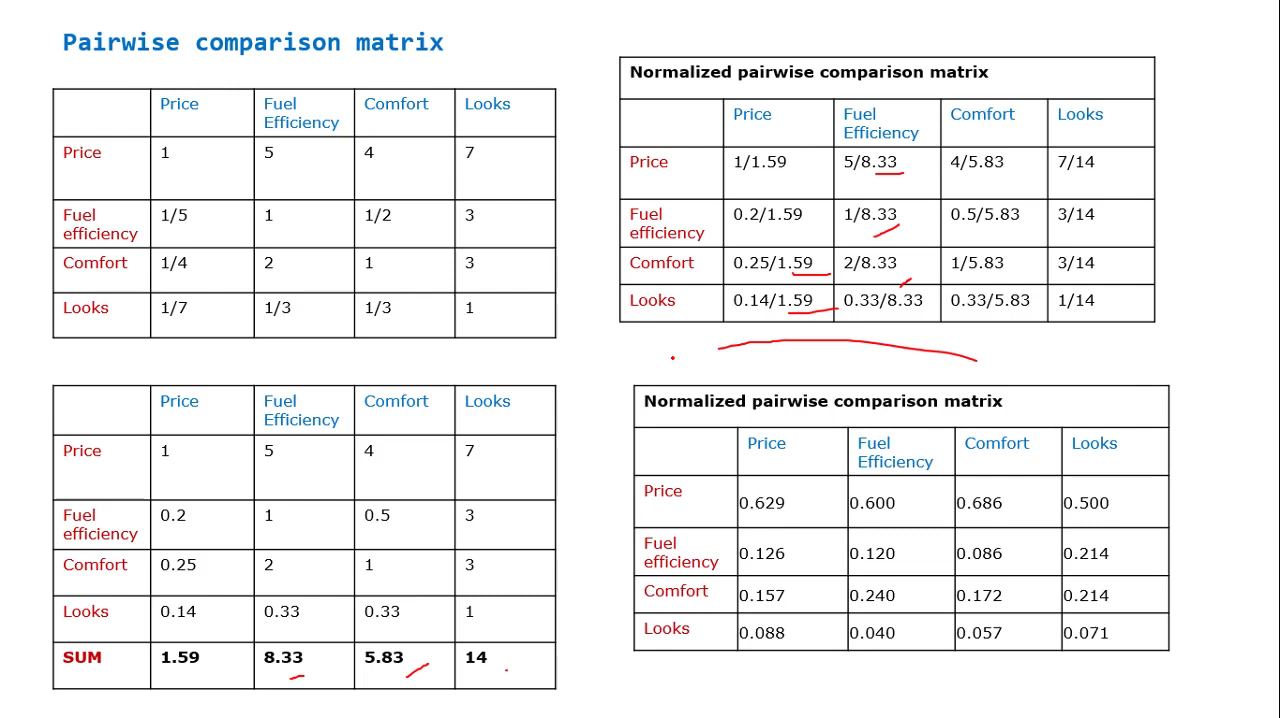 Pairwise comparison matrix
Price Fuel Comfort Looks
Efficiency
Price 1 5 4 7
Fuel 1/5 1 1/2 3
efficiency
Comfort 1/4 2 1 3
Looks 1/7 1/3 1/3 1
Normalized pairwise comparison matrix
Price Fuel Comfort Looks
Efficiency
Price 1/1.59 5/8.33 4/5.83 7/14
Fuel 0.2/1.59 1/8.33 0.5/5.83 3/14
efficiency
Comfort 0.25/1.59 2/8.33 1/5.83 3/14
Looks 0.14/1.59 0.33/8.33 0.33/5.83 1/14
Price Fuel Comfort Looks
Efficiency
Price 1 5 4 7
Fuel 0.2 1 0.5 3
efficiency
Comfort 0.25 2 1 3
Looks 0.14 0.33 0.33 1
SUM 1.59 8.33 5.83 14
Normalized pairwise comparison matrix
Price Fuel Comfort Looks
Efficiency
Price 0.629 0.600 0.686 0.500
Fuel 0.126 0.120 0.086 0.214
efficiency
Comfort 0.157 0.240 0.172 0.214
Looks 0.088 0.040 0.057 0.071